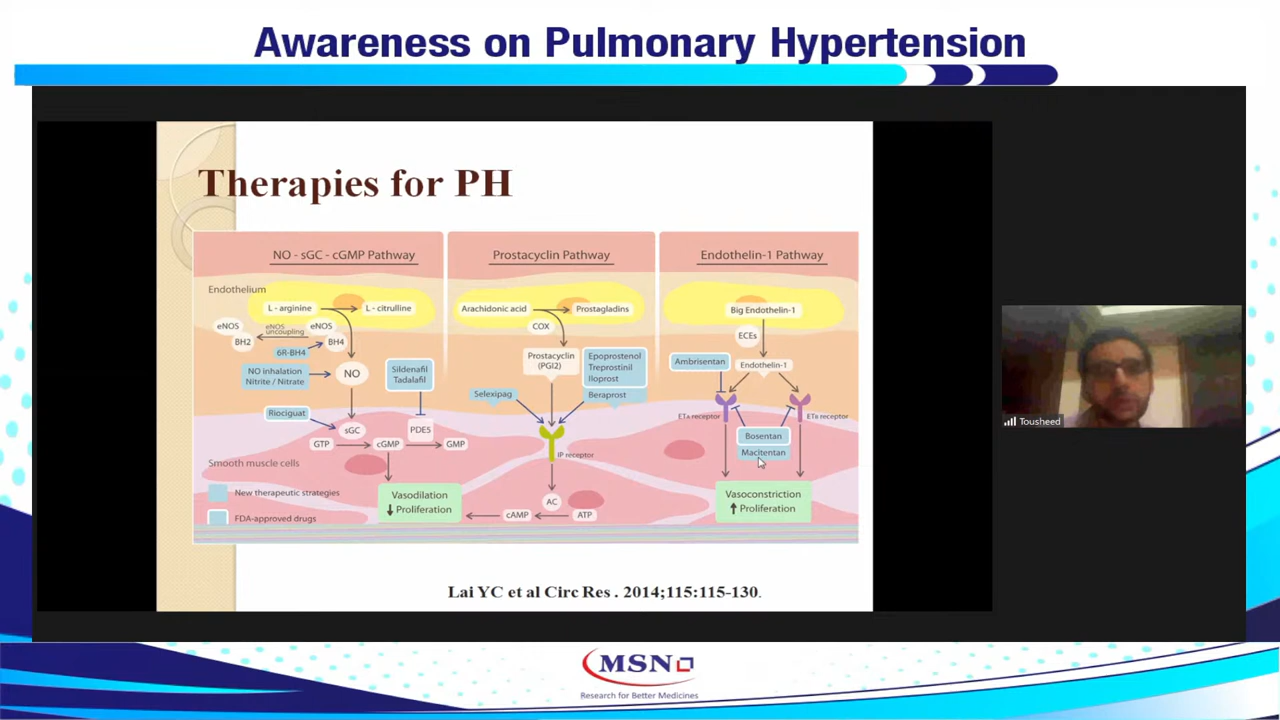 Awareness on Pulmonary Hypertension
Therapies for PH
NO - sGC - cGMP Pathway
Endothelium
L - arginine
L - citrulline
eNOS
eNOS
uncoupling
eNOS
BH2
BH4
6R-BH4
NO inhalation
Nitrite / Nitrate
NO
Sildenafil
Tadalafil
Riociguat
sGC
PDE5
GTP
cGMP
GMP
Smooth muscle cells
New therapeutic strategies
FDA-approved drugs
Vasodilation
↓ Proliferation
Prostacyclin Pathway
Arachidonic acid
Prostagladins
COX
Prostacyclin
(PGI2)
Epoprostenol
Treprostinil
Iloprost
Beraprost
Selexipag
IP receptor
AC
cAMP
ATP
Endothelin-1 Pathway
Big Endothelin-1
ECEs
Ambrisentan
Endothelin-1
ETA receptor
ETB receptor
Bosentan
Macitentan
Vasoconstriction
↑ Proliferation
Lai YC et al Circ Res . 2014;115:115-130.
Tousheed
MSN
Research for Better Medicines